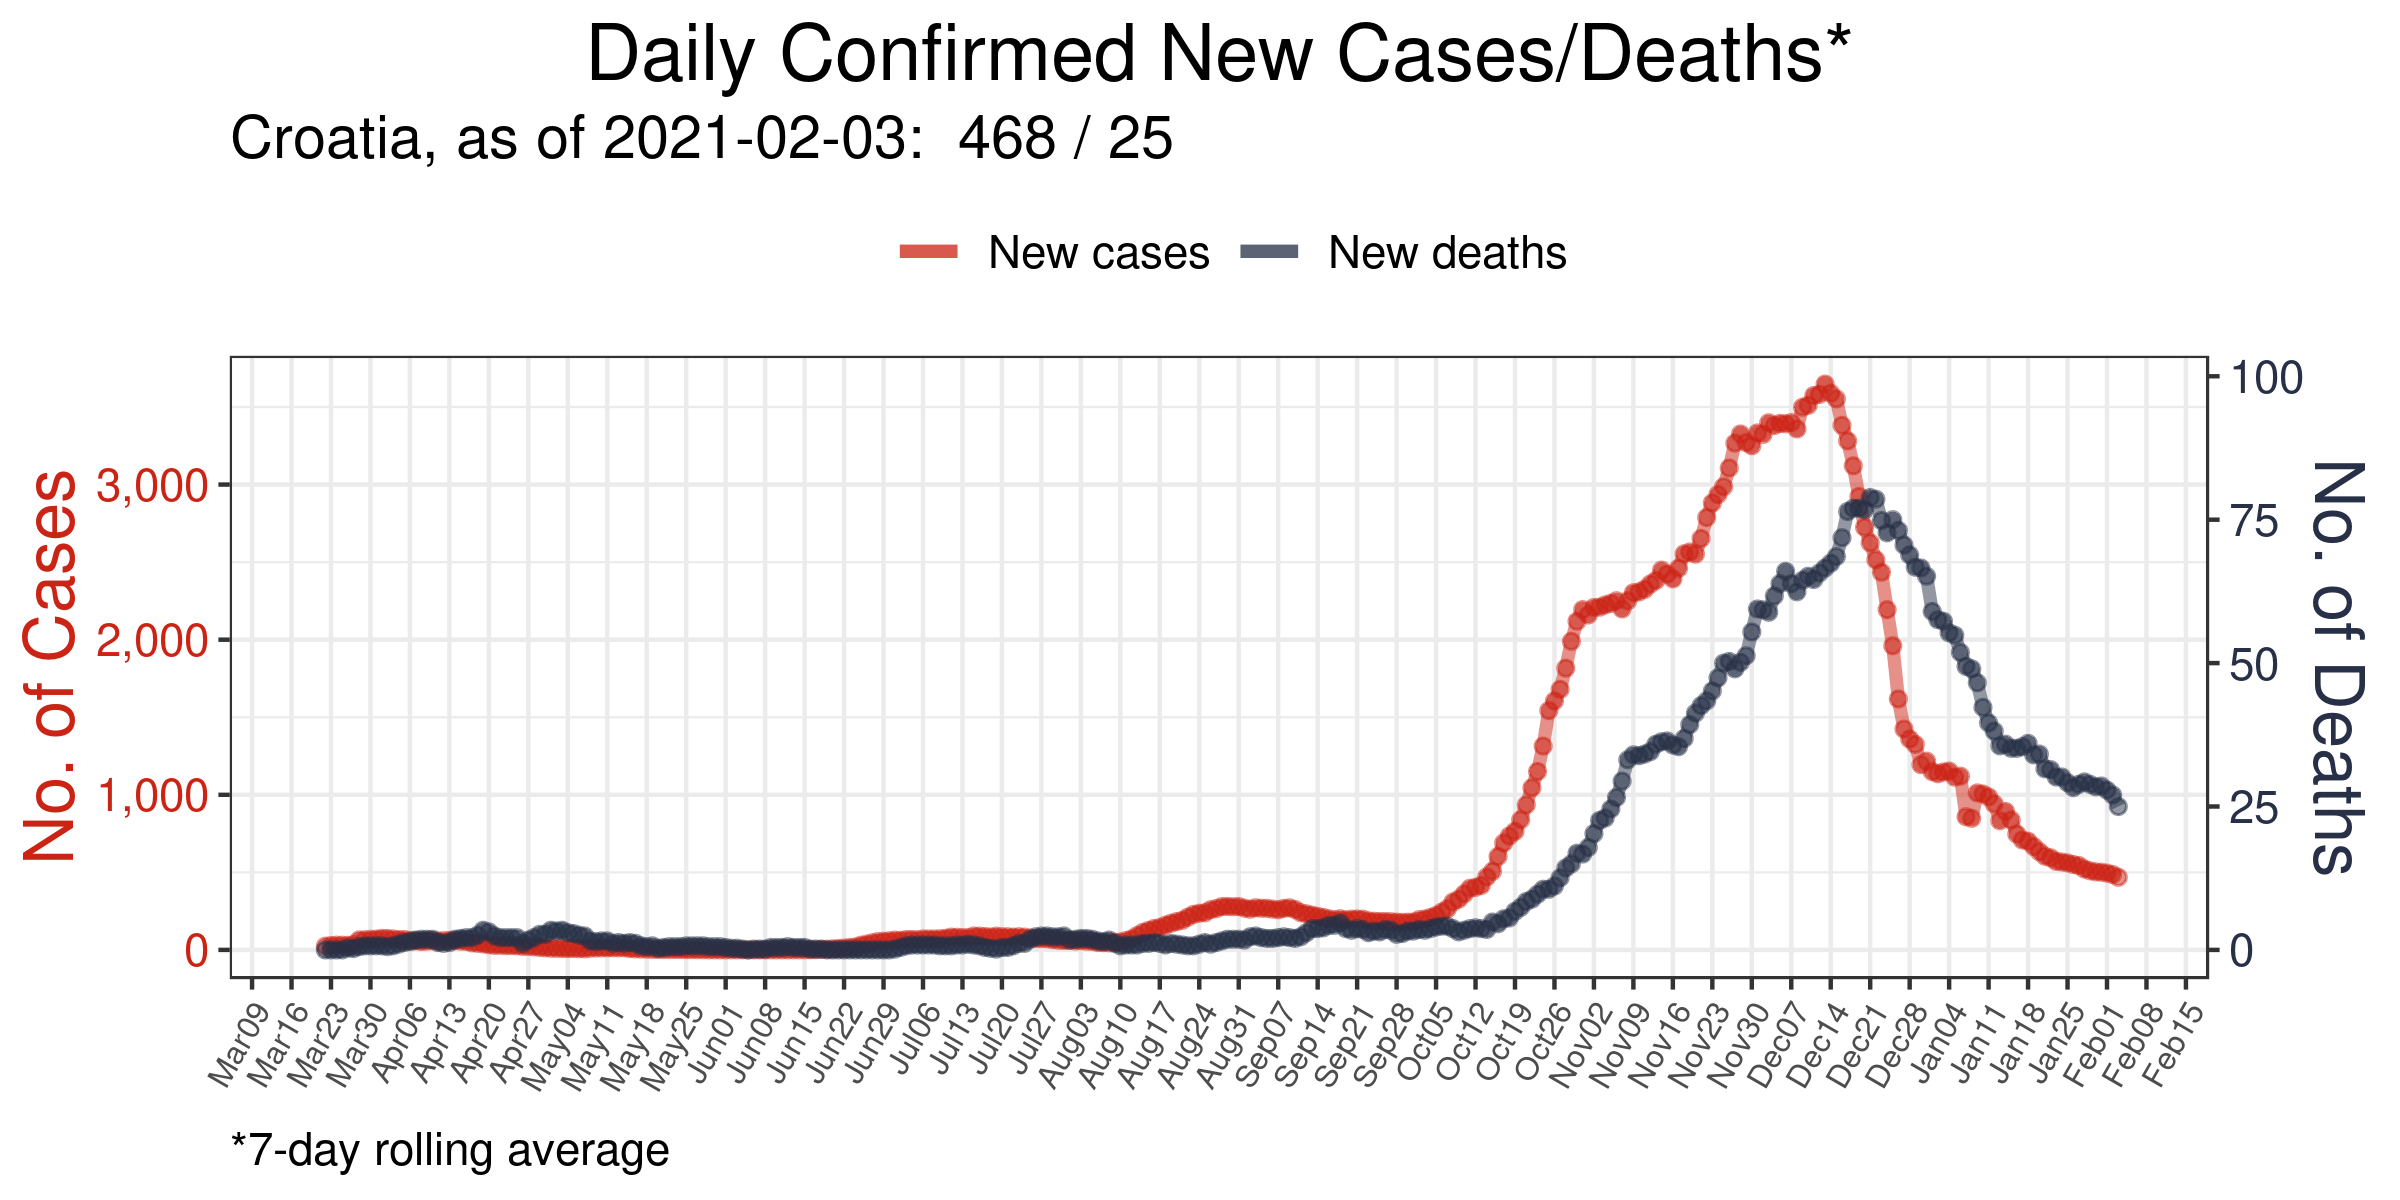 Daily Confirmed New Cases/Deaths*
Croatia, as of 2021-02-03:  468 / 25
New cases
New deaths
No. of Cases
3,000
2,000
1,000
0
100
75
50
25
0
No. of Deaths
Mar09
Mar16
Mar23
Mar30
Apr06
Apr13
Apr20
Apr27
May04
May11
May18
May25
Jun01
Jun08
Jun15
Jun22
Jun29
Jul06
Jul13
Jul20
Jul27
Aug03
Aug10
Aug17
Aug24
Aug31
Sep07
Sep14
Sep21
Sep28
Oct05
Oct12
Oct19
Oct26
Nov02
Nov09
Nov16
Nov23
Nov30
Dec07
Dec14
Dec21
Dec28
Jan04
Jan11
Jan18
Jan25
Feb01
Feb08
Feb15
*7-day rolling average